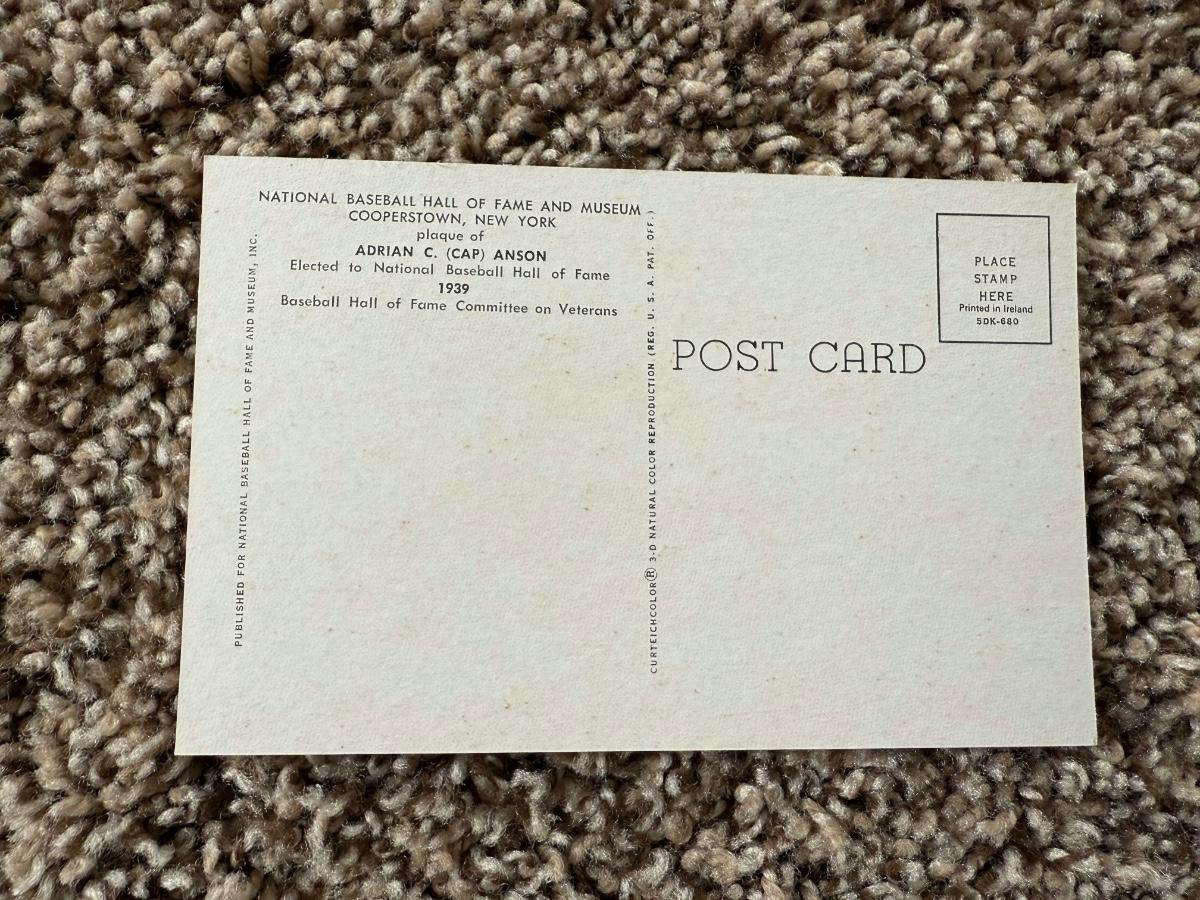 NATIONAL BASEBALL HALL OF FAME AND MUSEUM
COOPERSTOWN, NEW YORK
plaque of
ADRIAN C. (CAP) ANSON
Elected to National Baseball Hall of Fame
1939
Baseball Hall of Fame Committee on Veterans
PUBLISHED FOR NATIONAL BASEBALL HALL OF FAME AND MUSEUM, INC.
CURTEICHCOLOR® 3-D NATURAL COLOR REPRODUCTION (REG. U. S. A. PAT. OFF.)
POST CARD
PLACE
STAMP
HERE
Printed in Ireland
5DK-680